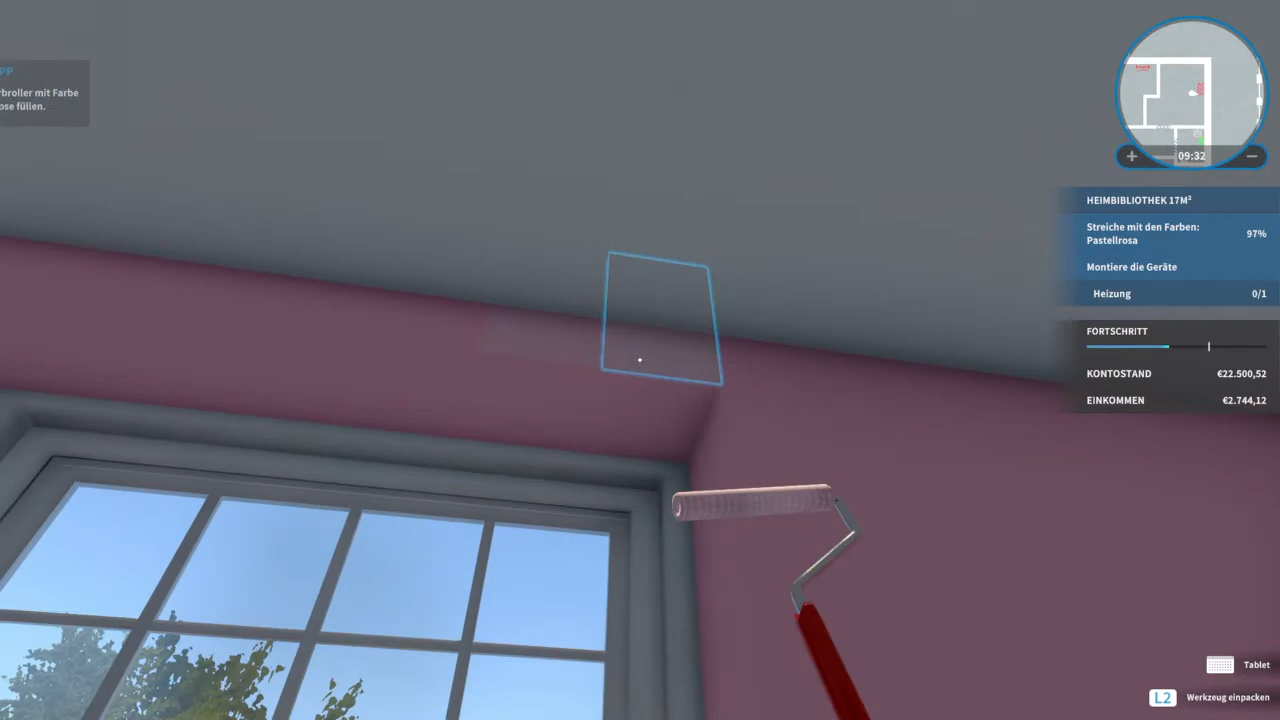 PP
rbroller mit Farbe
ose füllen.
+ 09:32 −
HEIMBIBLIOTHEK 17M²
Streiche mit den Farben:
Pastellrosa
97%
Montiere die Geräte
Heizung 0/1
FORTSCHRITT
KONTOSTAND €22.500,52
EINKOMMEN €2.744,12
Tablet
L2 Werkzeug einpacken